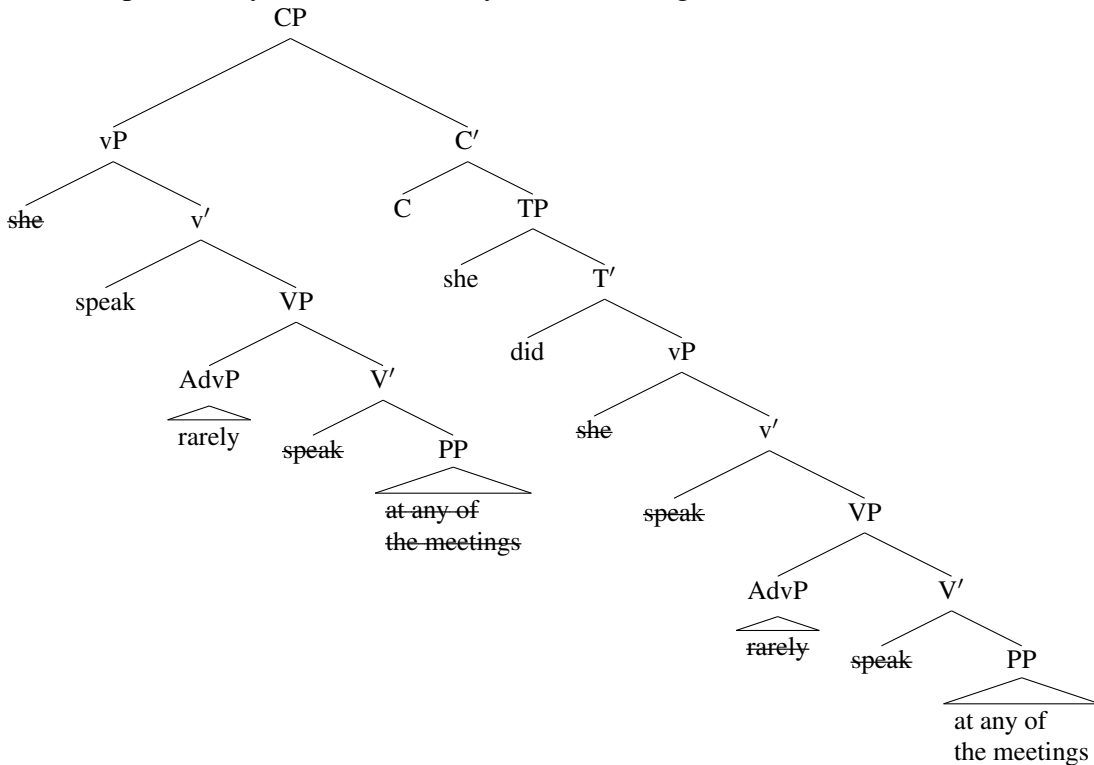 CP
vP C′
she v′ C TP
she T′
speak VP
did vP
AdvP V′
rarely speak PP
she v′
at any of
the meetings
speak VP
AdvP V′
rarely speak PP
at any of
the meetings